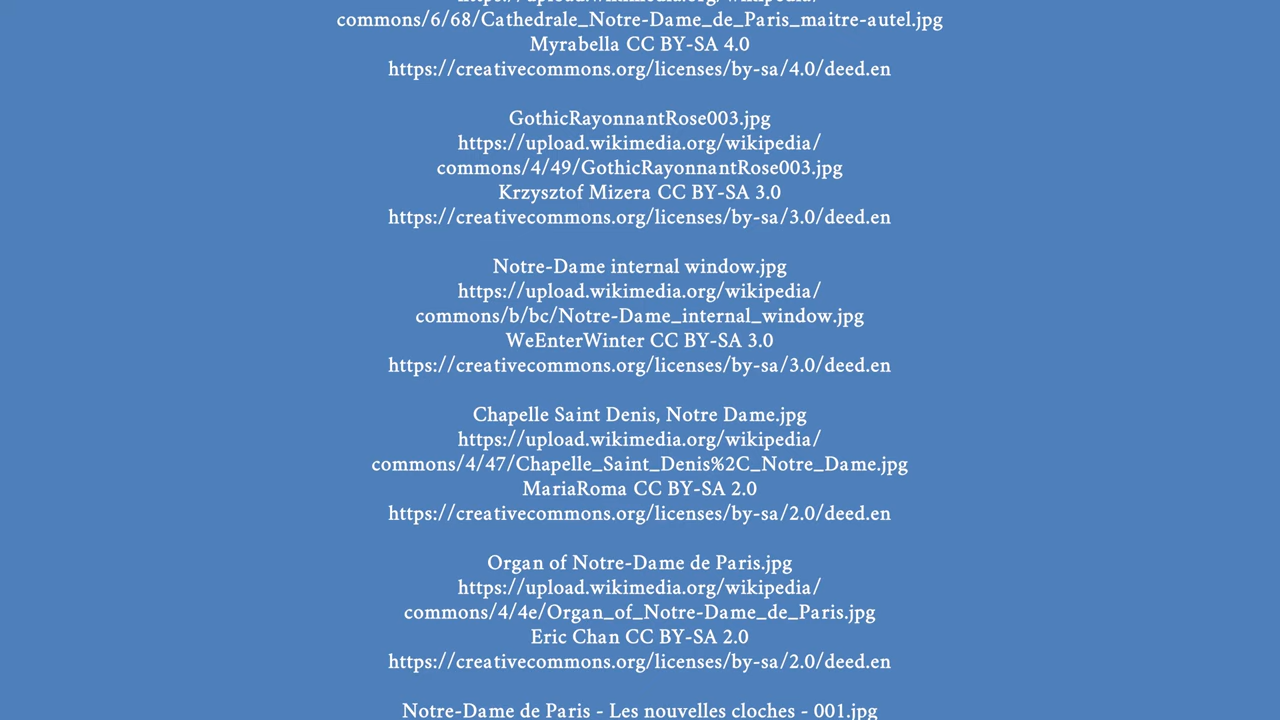 https://upload.wikimedia.org/wikipedia/
commons/6/68/Cathedrale_Notre-Dame_de_Paris_maitre-autel.jpg
Myrabella CC BY-SA 4.0
https://creativecommons.org/licenses/by-sa/4.0/deed.en
GothicRayonnantRose003.jpg
https://upload.wikimedia.org/wikipedia/
commons/4/49/GothicRayonnantRose003.jpg
Krzysztof Mizera CC BY-SA 3.0
https://creativecommons.org/licenses/by-sa/3.0/deed.en
Notre-Dame internal window.jpg
https://upload.wikimedia.org/wikipedia/
commons/b/bc/Notre-Dame_internal_window.jpg
WeEnterWinter CC BY-SA 3.0
https://creativecommons.org/licenses/by-sa/3.0/deed.en
Chapelle Saint Denis, Notre Dame.jpg
https://upload.wikimedia.org/wikipedia/
commons/4/47/Chapelle_Saint_Denis%2C_Notre_Dame.jpg
MariaRoma CC BY-SA 2.0
https://creativecommons.org/licenses/by-sa/2.0/deed.en
Organ of Notre-Dame de Paris.jpg
https://upload.wikimedia.org/wikipedia/
commons/4/4e/Organ_of_Notre-Dame_de_Paris.jpg
Eric Chan CC BY-SA 2.0
https://creativecommons.org/licenses/by-sa/2.0/deed.en
Notre-Dame de Paris - Les nouvelles cloches - 001.jpg